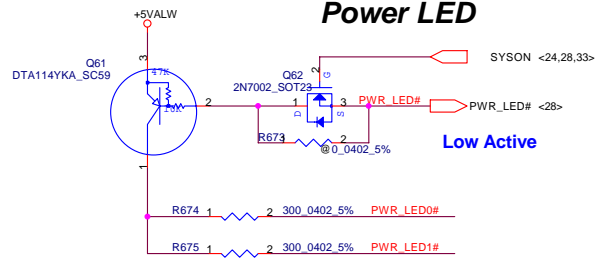 Power LED
+5VALW
Q61
DTA114YKA_SC59
3
47K
10K
2
1
Q62
2N7002_SOT23
2
G
1
D
3
S
PWR_LED#
SYSON <24,28,33>
PWR_LED# <28>
Low Active
R673
1
2
@0_0402_5%
R674 1 2 300_0402_5% PWR_LED0#
R675 1 2 300_0402_5% PWR_LED1#